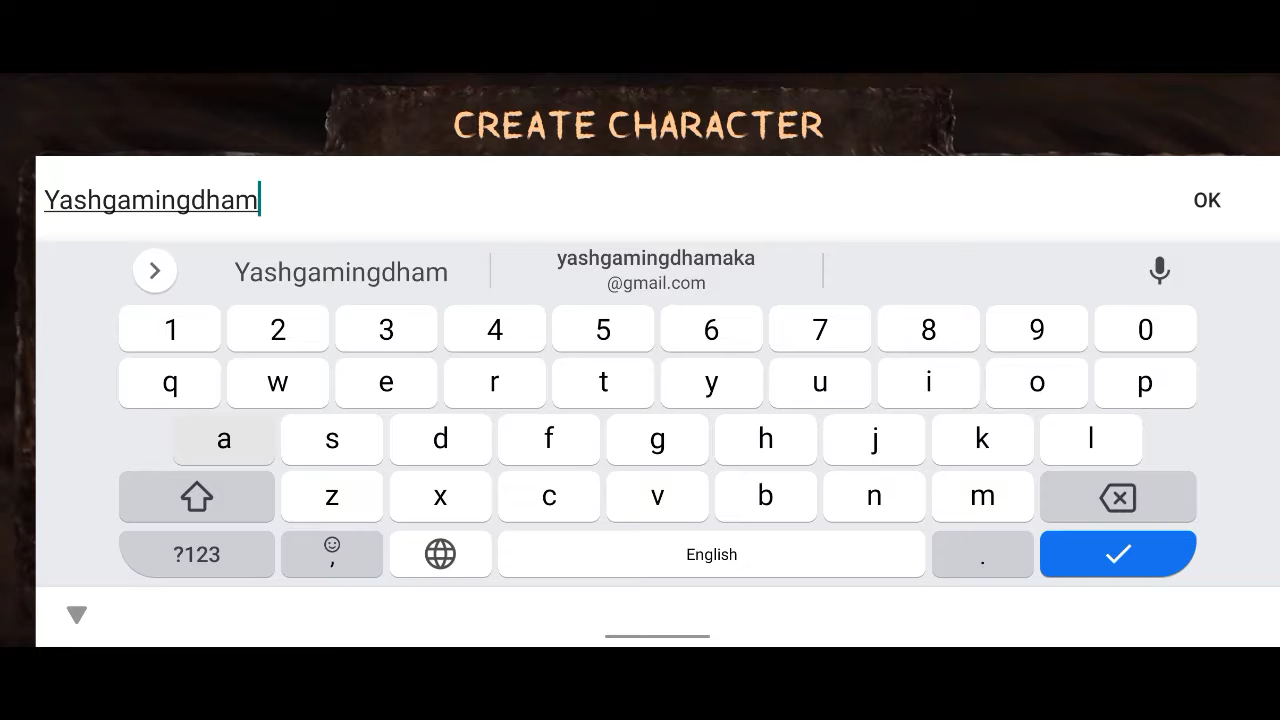 CREATE CHARACTER
Yashgamingdham
OK
Yashgamingdham
yashgamingdhamaka
@gmail.com
1 2 3 4 5 6 7 8 9 0
q w e r t y u i o p
a s d f g h j k l
z x c v b n m
?123 , English .